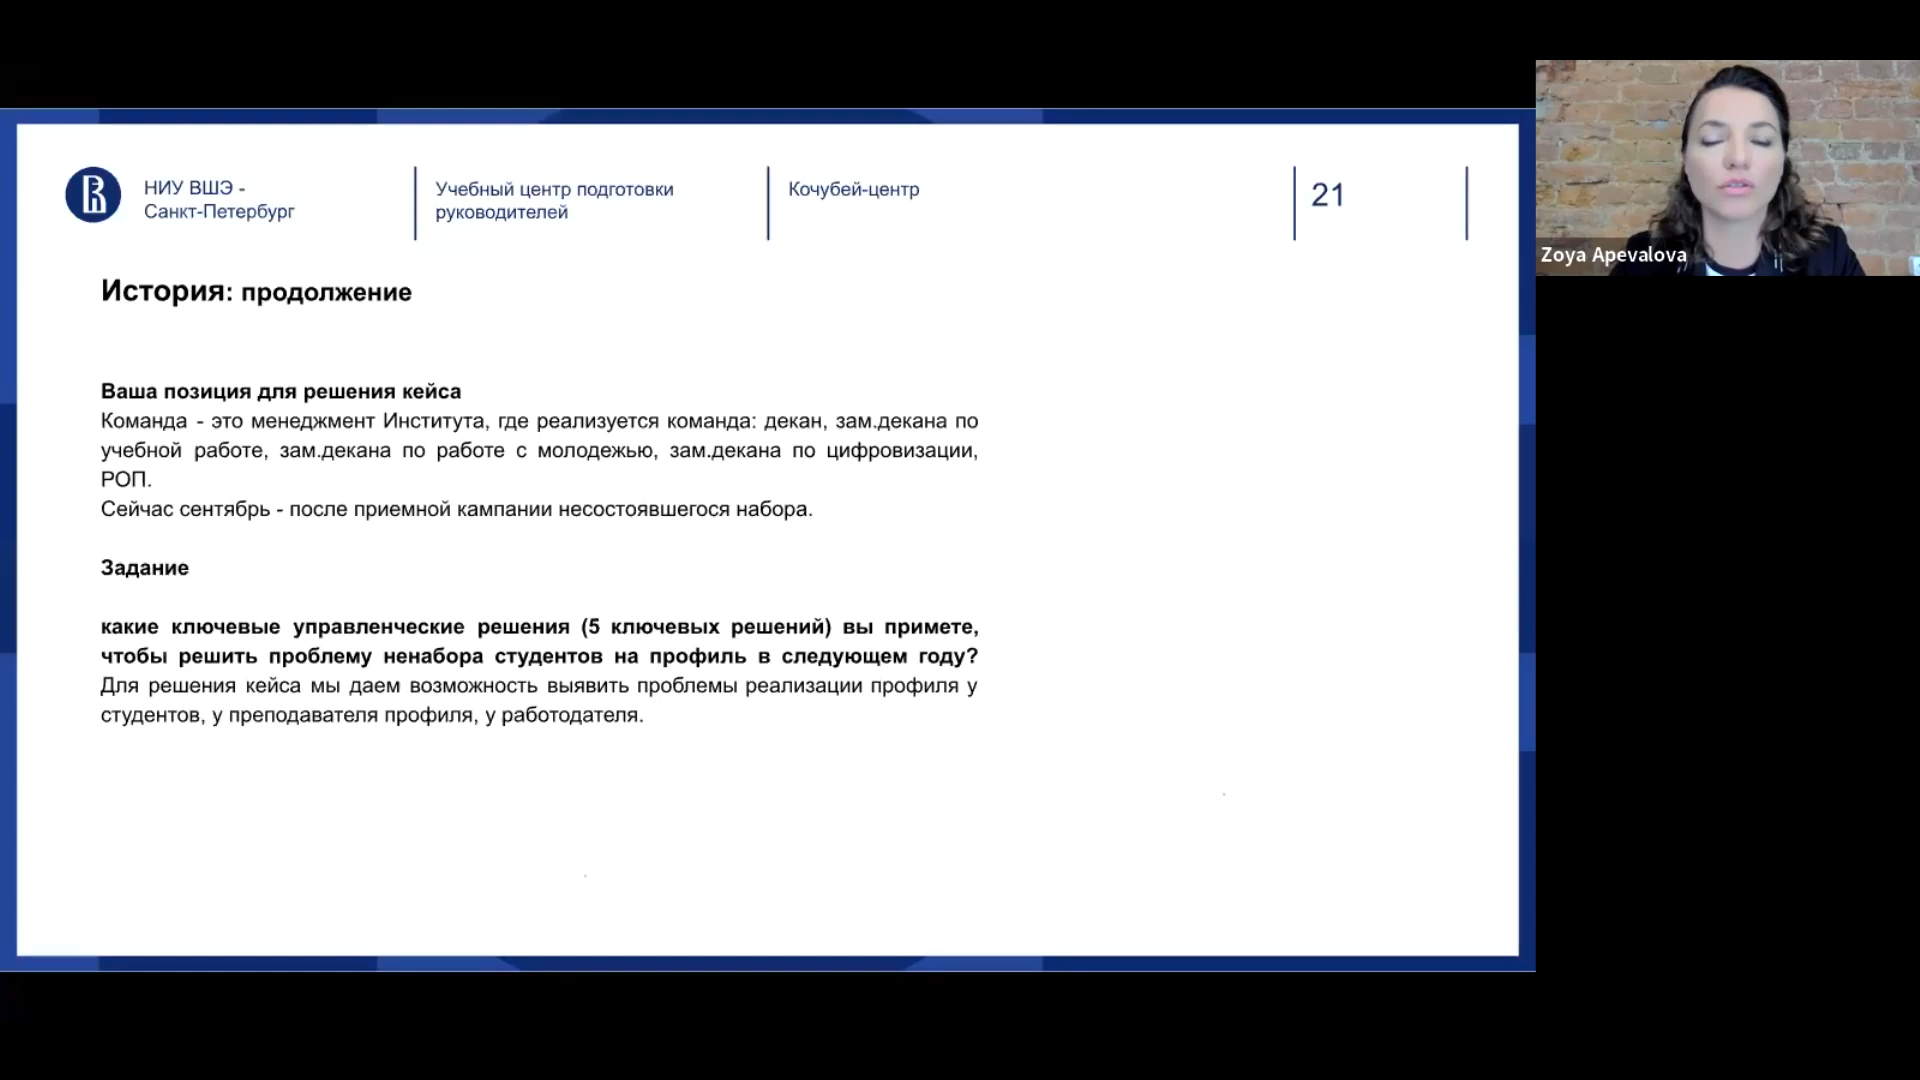 НИУ ВШЭ -
Санкт-Петербург
Учебный центр подготовки
руководителей
Кочубей-центр
21
Zoya Apevalova
История: продолжение
Ваша позиция для решения кейса
Команда - это менеджмент Института, где реализуется команда: декан, зам.декана по
учебной работе, зам.декана по работе с молодежью, зам.декана по цифровизации,
РОП.
Сейчас сентябрь - после приемной кампании несостоявшегося набора.
Задание
какие ключевые управленческие решения (5 ключевых решений) вы примете,
чтобы решить проблему ненабора студентов на профиль в следующем году?
Для решения кейса мы даем возможность выявить проблемы реализации профиля у
студентов, у преподавателя профиля, у работодателя.